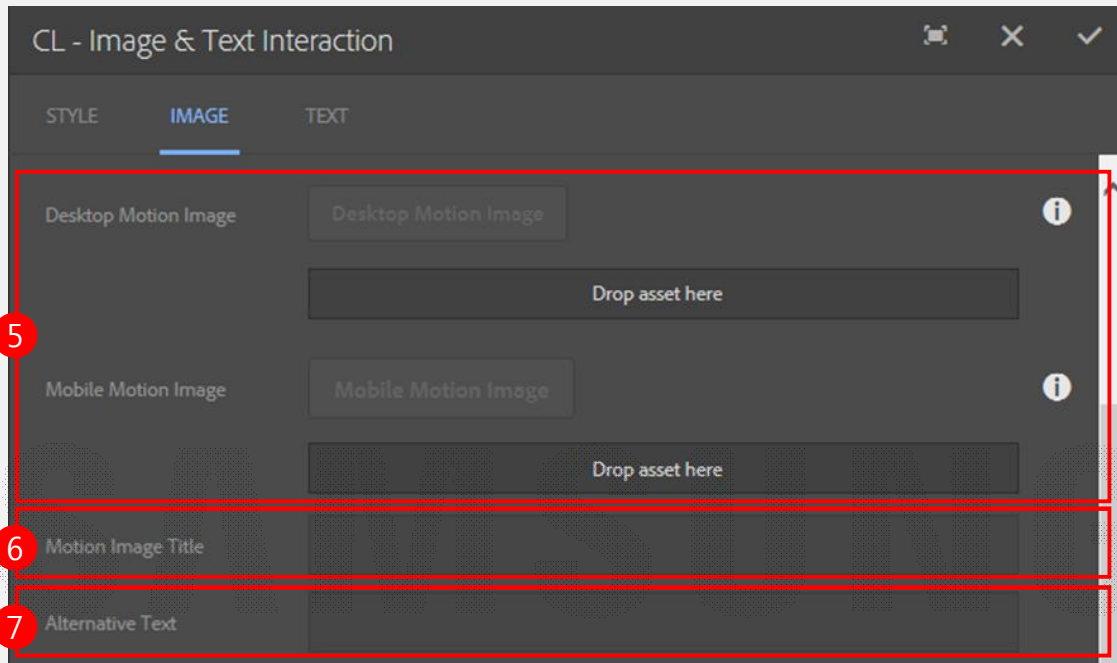 CL - Image & Text Interaction
STYLE IMAGE TEXT
Desktop Motion Image Desktop Motion Image
Drop asset here
5
Mobile Motion Image Mobile Motion Image
Drop asset here
6 Motion Image Title
7 Alternative Text
SAMSUNG